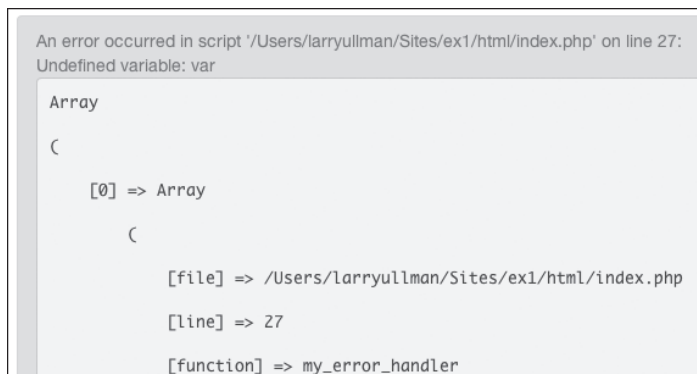 An error occurred in script '/Users/larryullman/Sites/ex1/html/index.php' on line 27:
Undefined variable: var
Array
(
[0] => Array
(
[file] => /Users/larryullman/Sites/ex1/html/index.php
[line] => 27
[function] => my_error_handler